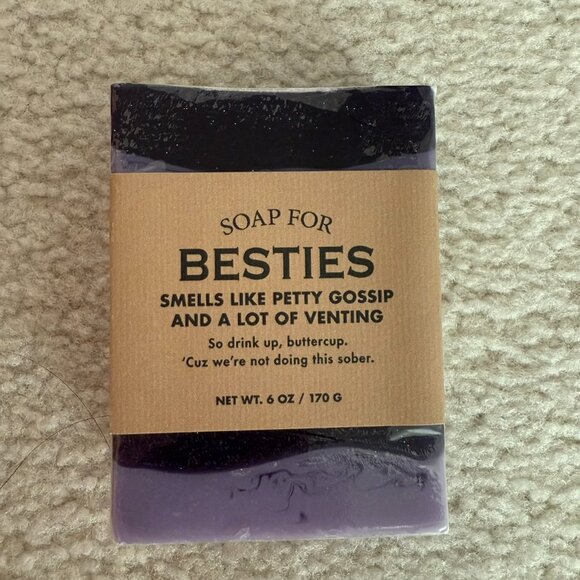 SOAP FOR
BESTIES
SMELLS LIKE PETTY GOSSIP
AND A LOT OF VENTING
So drink up, buttercup.
‘Cuz we’re not doing this sober.
NET WT. 6 OZ / 170 G